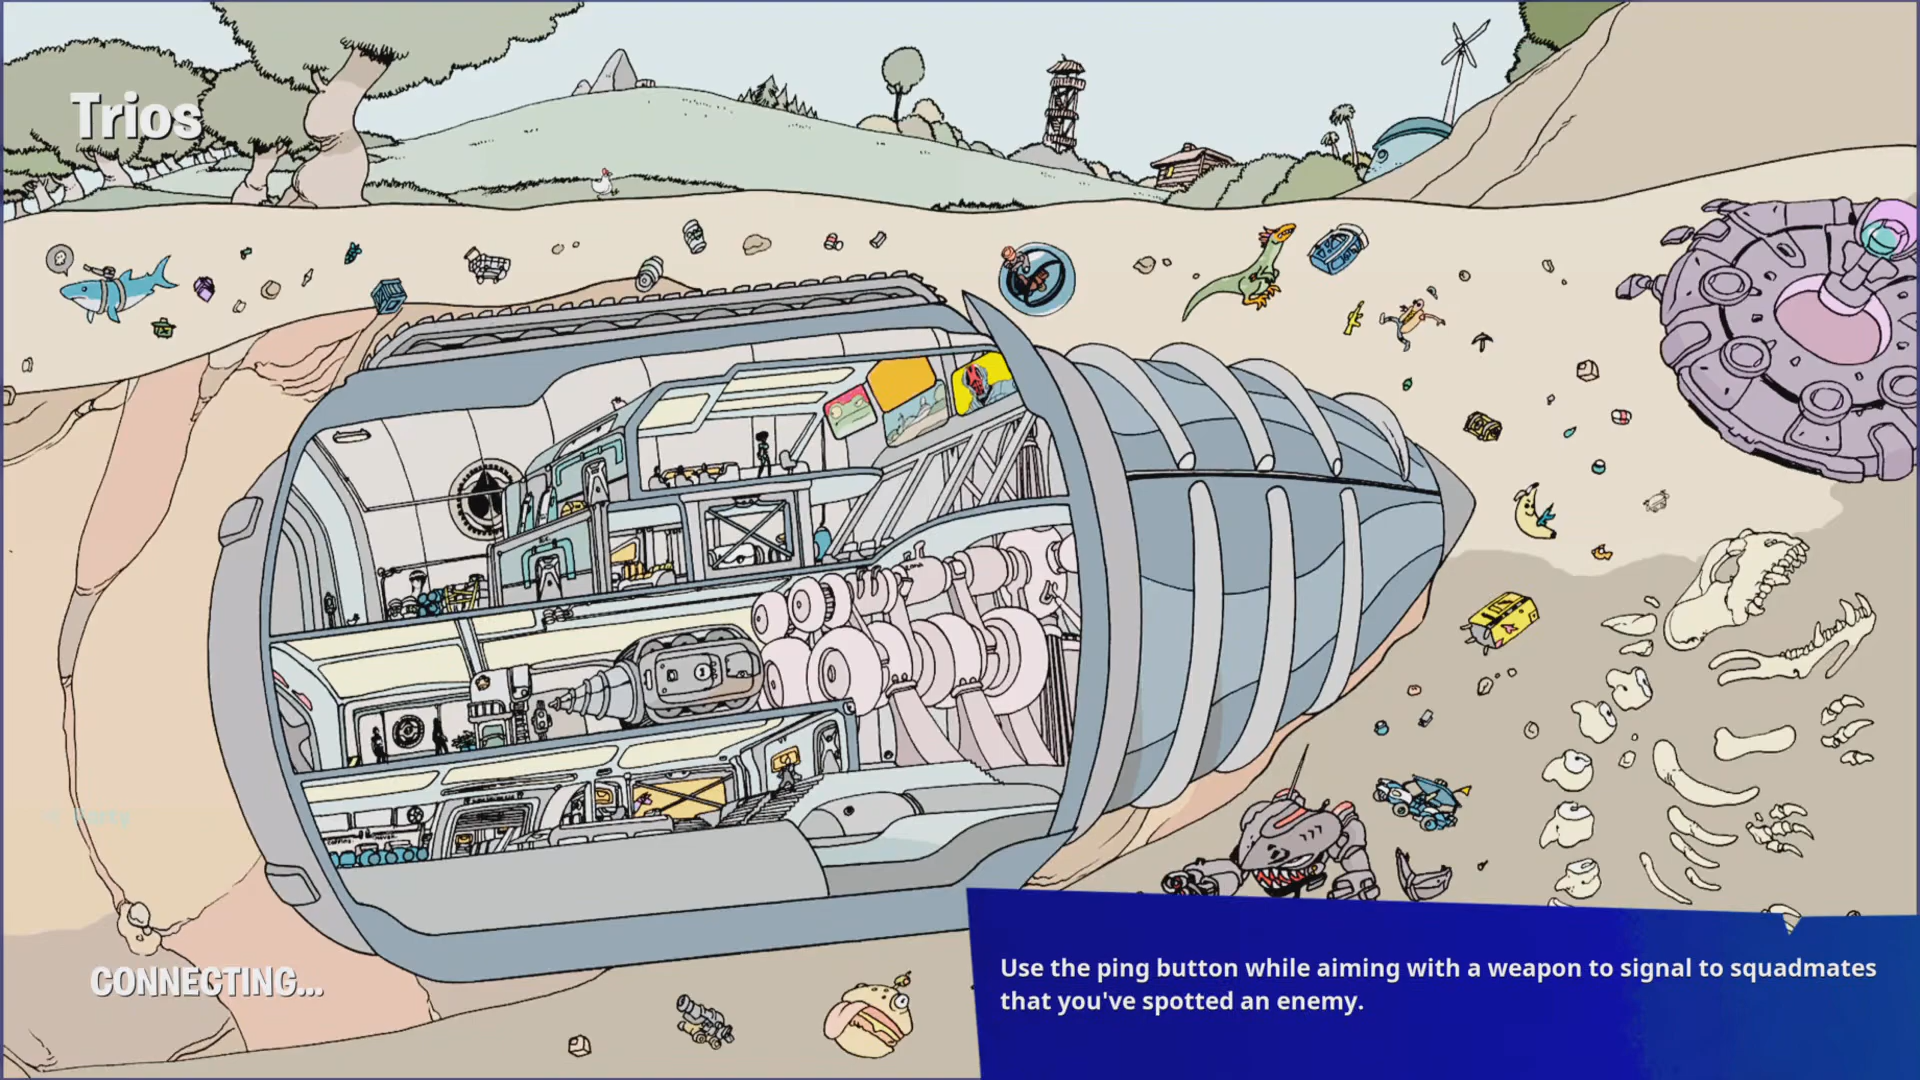 Trios
Party
CONNECTING...
Use the ping button while aiming with a weapon to signal to squadmates
that you've spotted an enemy.